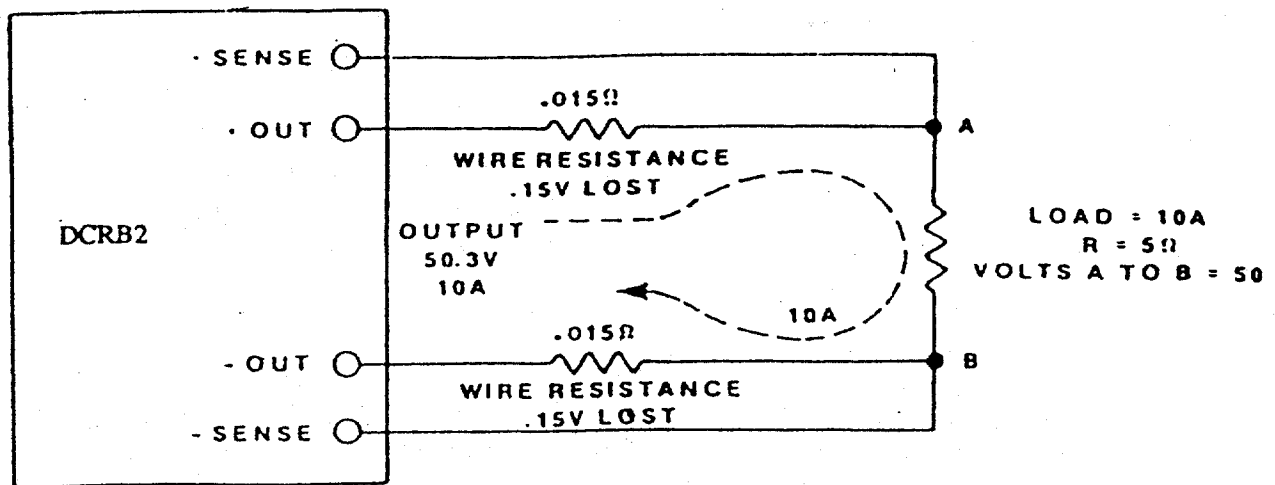 · SENSE
.015Ω
· OUT
A
WIRE RESISTANCE
.15V LOST
DCRB2
OUTPUT
50.3V
10A
LOAD = 10A
R = 5Ω
VOLTS A TO B = 50
10A
.015Ω
- OUT
B
WIRE RESISTANCE
.15V LOST
- SENSE